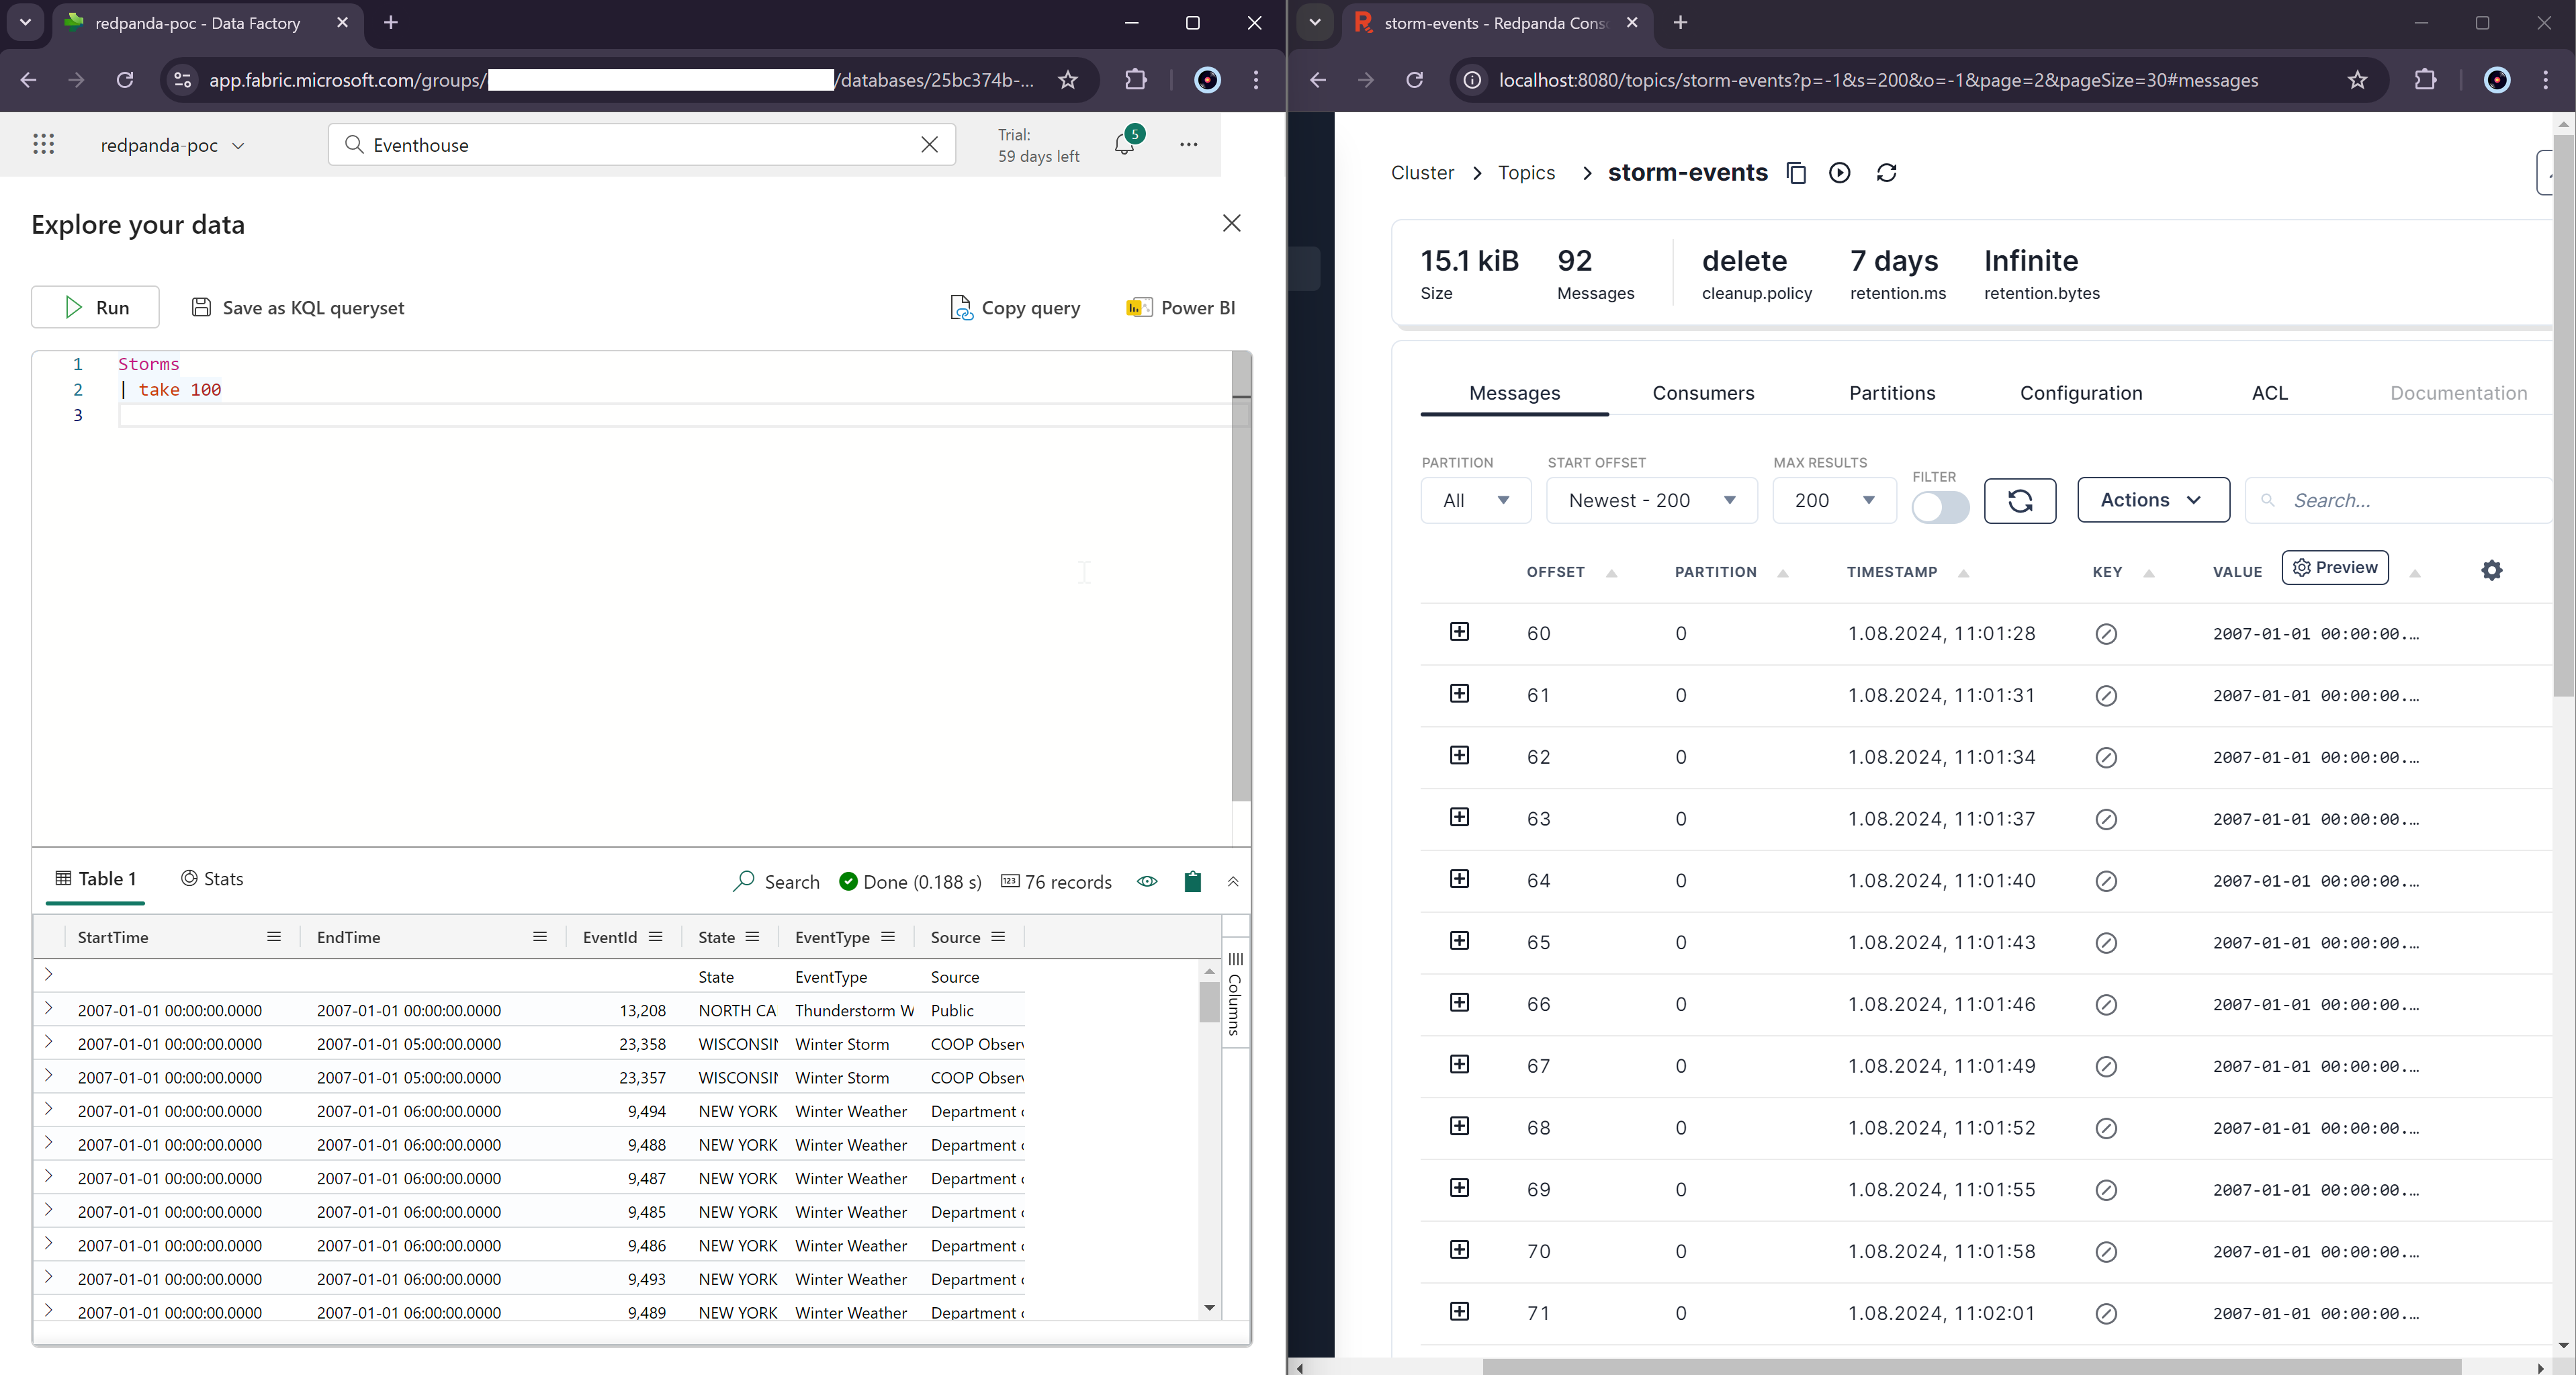 redpanda-poc - Data Factory
app.fabric.microsoft.com/groups/ /databases/25bc374b-...
redpanda-poc
Eventhouse
Trial:
59 days left
5
Explore your data
Run
Save as KQL queryset
Copy query
Power BI
1 Storms
2 | take 100
3
Table 1
Stats
Search
Done (0.188 s)
76 records
StartTime EndTime EventId State EventType Source
State EventType Source
2007-01-01 00:00:00.0000 2007-01-01 00:00:00.0000 13,208 NORTH CA Thunderstorm W Public
2007-01-01 00:00:00.0000 2007-01-01 05:00:00.0000 23,358 WISCONSIN Winter Storm COOP Observ
2007-01-01 00:00:00.0000 2007-01-01 05:00:00.0000 23,357 WISCONSIN Winter Storm COOP Observ
2007-01-01 00:00:00.0000 2007-01-01 06:00:00.0000 9,494 NEW YORK Winter Weather Department
2007-01-01 00:00:00.0000 2007-01-01 06:00:00.0000 9,488 NEW YORK Winter Weather Department
2007-01-01 00:00:00.0000 2007-01-01 06:00:00.0000 9,487 NEW YORK Winter Weather Department
2007-01-01 00:00:00.0000 2007-01-01 06:00:00.0000 9,485 NEW YORK Winter Weather Department
2007-01-01 00:00:00.0000 2007-01-01 06:00:00.0000 9,486 NEW YORK Winter Weather Department
2007-01-01 00:00:00.0000 2007-01-01 06:00:00.0000 9,493 NEW YORK Winter Weather Department
2007-01-01 00:00:00.0000 2007-01-01 06:00:00.0000 9,489 NEW YORK Winter Weather Department
Columns
storm-events - Redpanda Cons
localhost:8080/topics/storm-events?p=-1&s=200&o=-1&page=2&pageSize=30#messages
Cluster > Topics > storm-events
15.1 kiB 92 delete 7 days Infinite
Size Messages cleanup.policy retention.ms retention.bytes
Messages Consumers Partitions Configuration ACL Documentation
PARTITION START OFFSET MAX RESULTS FILTER
All Newest - 200 200 Actions Search...
OFFSET PARTITION TIMESTAMP KEY VALUE Preview
60 0 1.08.2024, 11:01:28 2007-01-01 00:00:00.…
61 0 1.08.2024, 11:01:31 2007-01-01 00:00:00.…
62 0 1.08.2024, 11:01:34 2007-01-01 00:00:00.…
63 0 1.08.2024, 11:01:37 2007-01-01 00:00:00.…
64 0 1.08.2024, 11:01:40 2007-01-01 00:00:00.…
65 0 1.08.2024, 11:01:43 2007-01-01 00:00:00.…
66 0 1.08.2024, 11:01:46 2007-01-01 00:00:00.…
67 0 1.08.2024, 11:01:49 2007-01-01 00:00:00.…
68 0 1.08.2024, 11:01:52 2007-01-01 00:00:00.…
69 0 1.08.2024, 11:01:55 2007-01-01 00:00:00.…
70 0 1.08.2024, 11:01:58 2007-01-01 00:00:00.…
71 0 1.08.2024, 11:02:01 2007-01-01 00:00:00.…